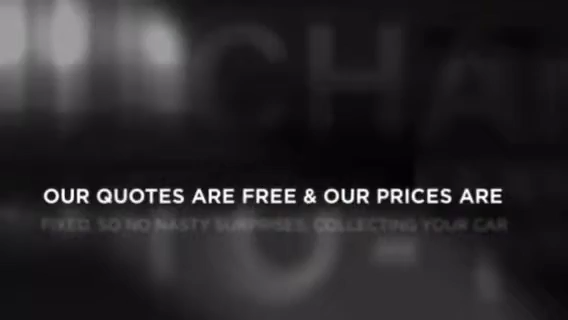 OUR QUOTES ARE FREE & OUR PRICES ARE
FIXED, SO NO NASTY SURPRISES. COLLECTING YOUR CAR